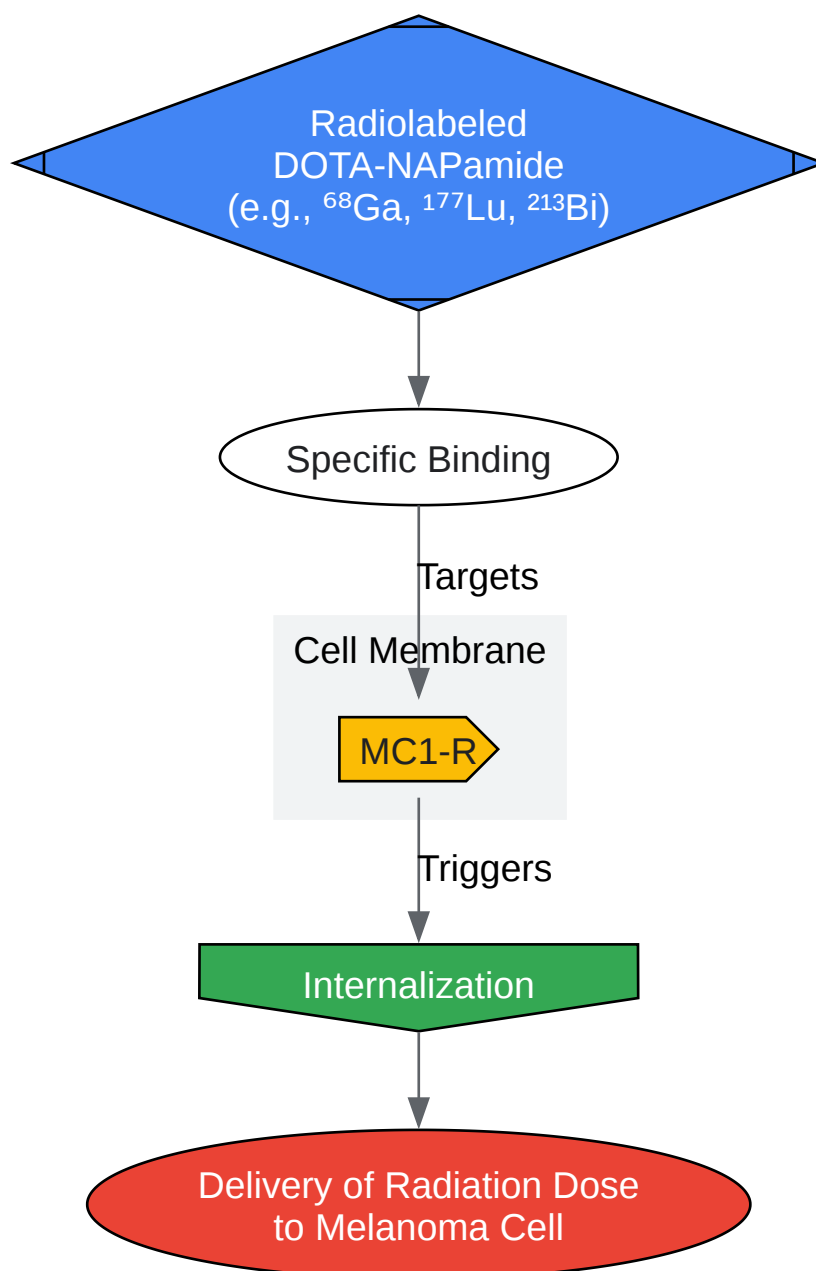 Radiolabeled
DOTA-NAPamide
(e.g., ⁶⁸Ga, ¹⁷⁷Lu, ²¹³Bi)
Specific Binding
Targets
Cell Membrane
MC1-R
Triggers
Internalization
Delivery of Radiation Dose
to Melanoma Cell